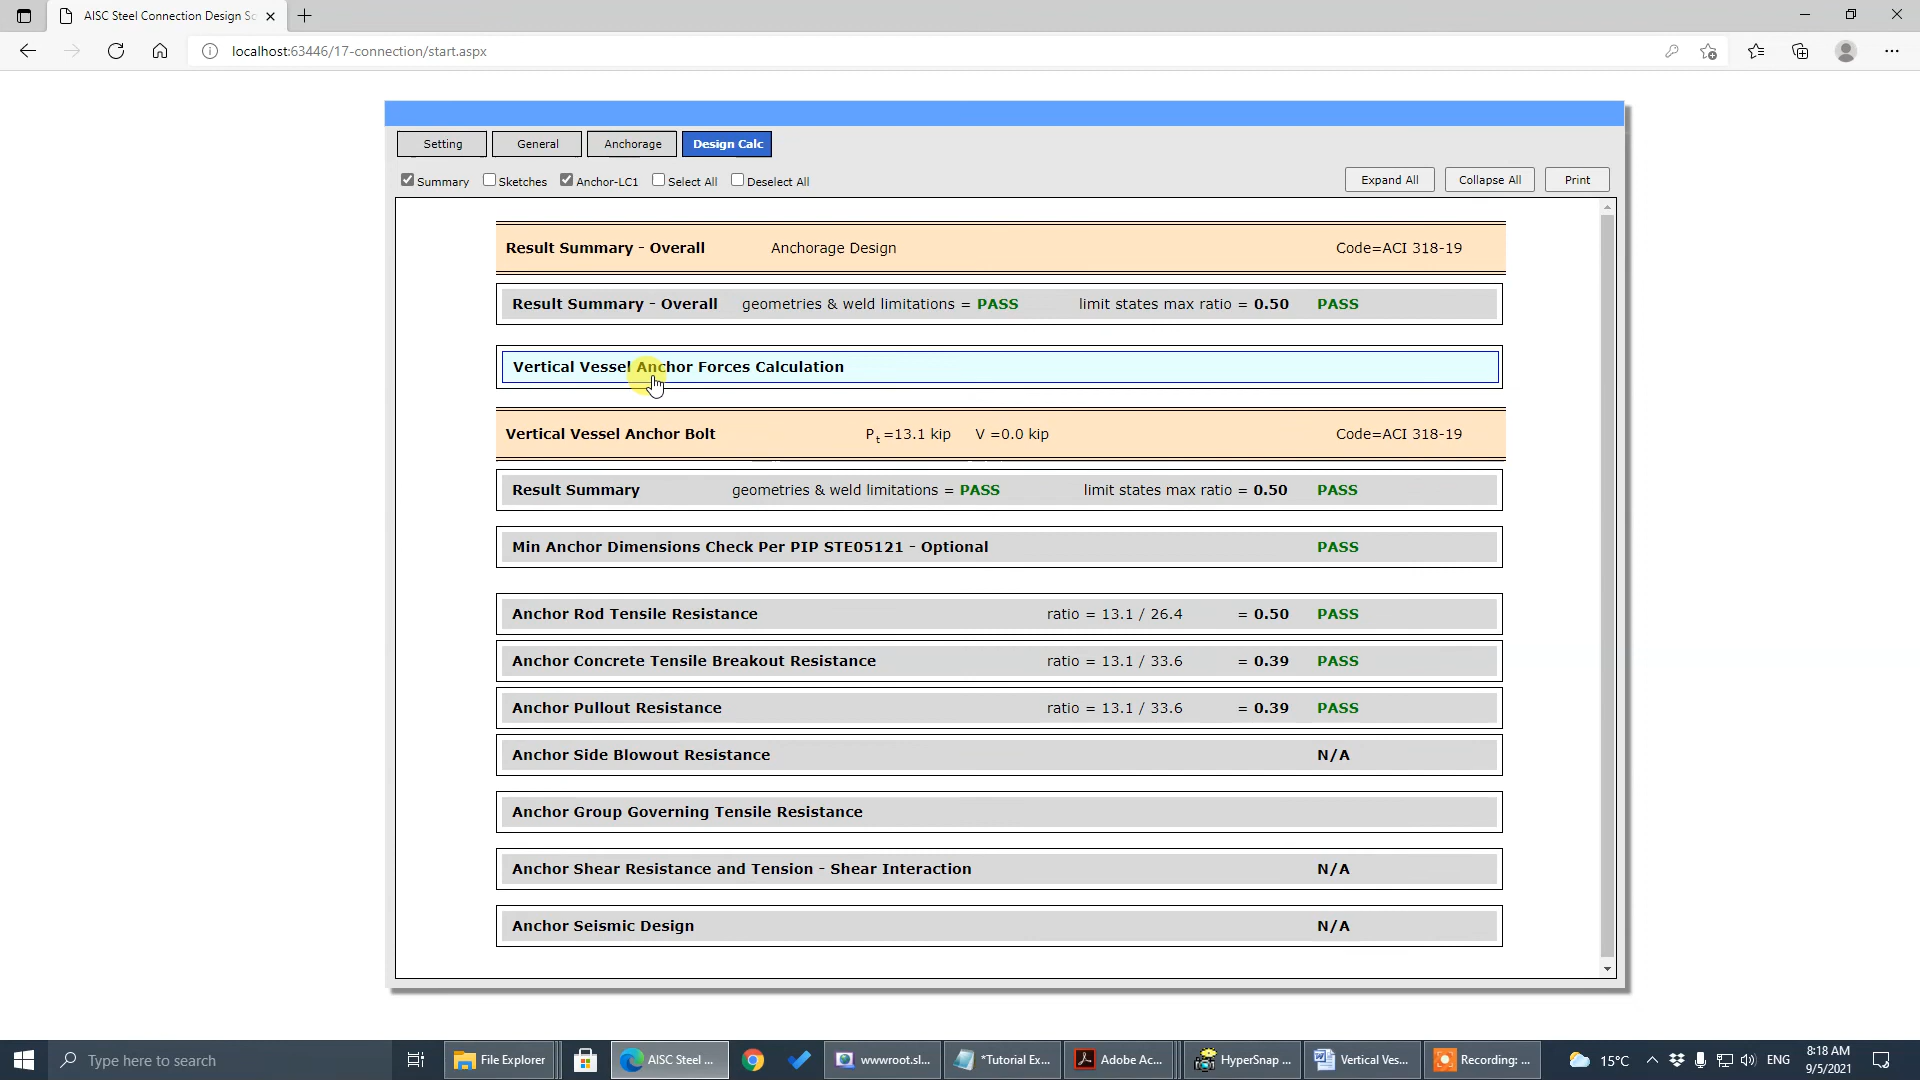 AISC Steel Connection Design So
localhost:63446/17-connection/start.aspx
Setting General Anchorage Design Calc
Summary Sketches Anchor-LC1 Select All Deselect All Expand All Collapse All Print
Result Summary - Overall Anchorage Design Code=ACI 318-19
Result Summary - Overall geometries & weld limitations = PASS limit states max ratio = 0.50 PASS
Vertical Vessel Anchor Forces Calculation
Vertical Vessel Anchor Bolt Pt =13.1 kip V =0.0 kip Code=ACI 318-19
Result Summary geometries & weld limitations = PASS limit states max ratio = 0.50 PASS
Min Anchor Dimensions Check Per PIP STE05121 - Optional PASS
Anchor Rod Tensile Resistance ratio = 13.1 / 26.4 = 0.50 PASS
Anchor Concrete Tensile Breakout Resistance ratio = 13.1 / 33.6 = 0.39 PASS
Anchor Pullout Resistance ratio = 13.1 / 33.6 = 0.39 PASS
Anchor Side Blowout Resistance N/A
Anchor Group Governing Tensile Resistance
Anchor Shear Resistance and Tension - Shear Interaction N/A
Anchor Seismic Design N/A
Type here to search File Explorer AISC Steel ... wwwroot.sl... *Tutorial Ex... Adobe Ac... HyperSnap ... Vertical Ves... Recording: ... 15°C ENG 8:18 AM
9/5/2021